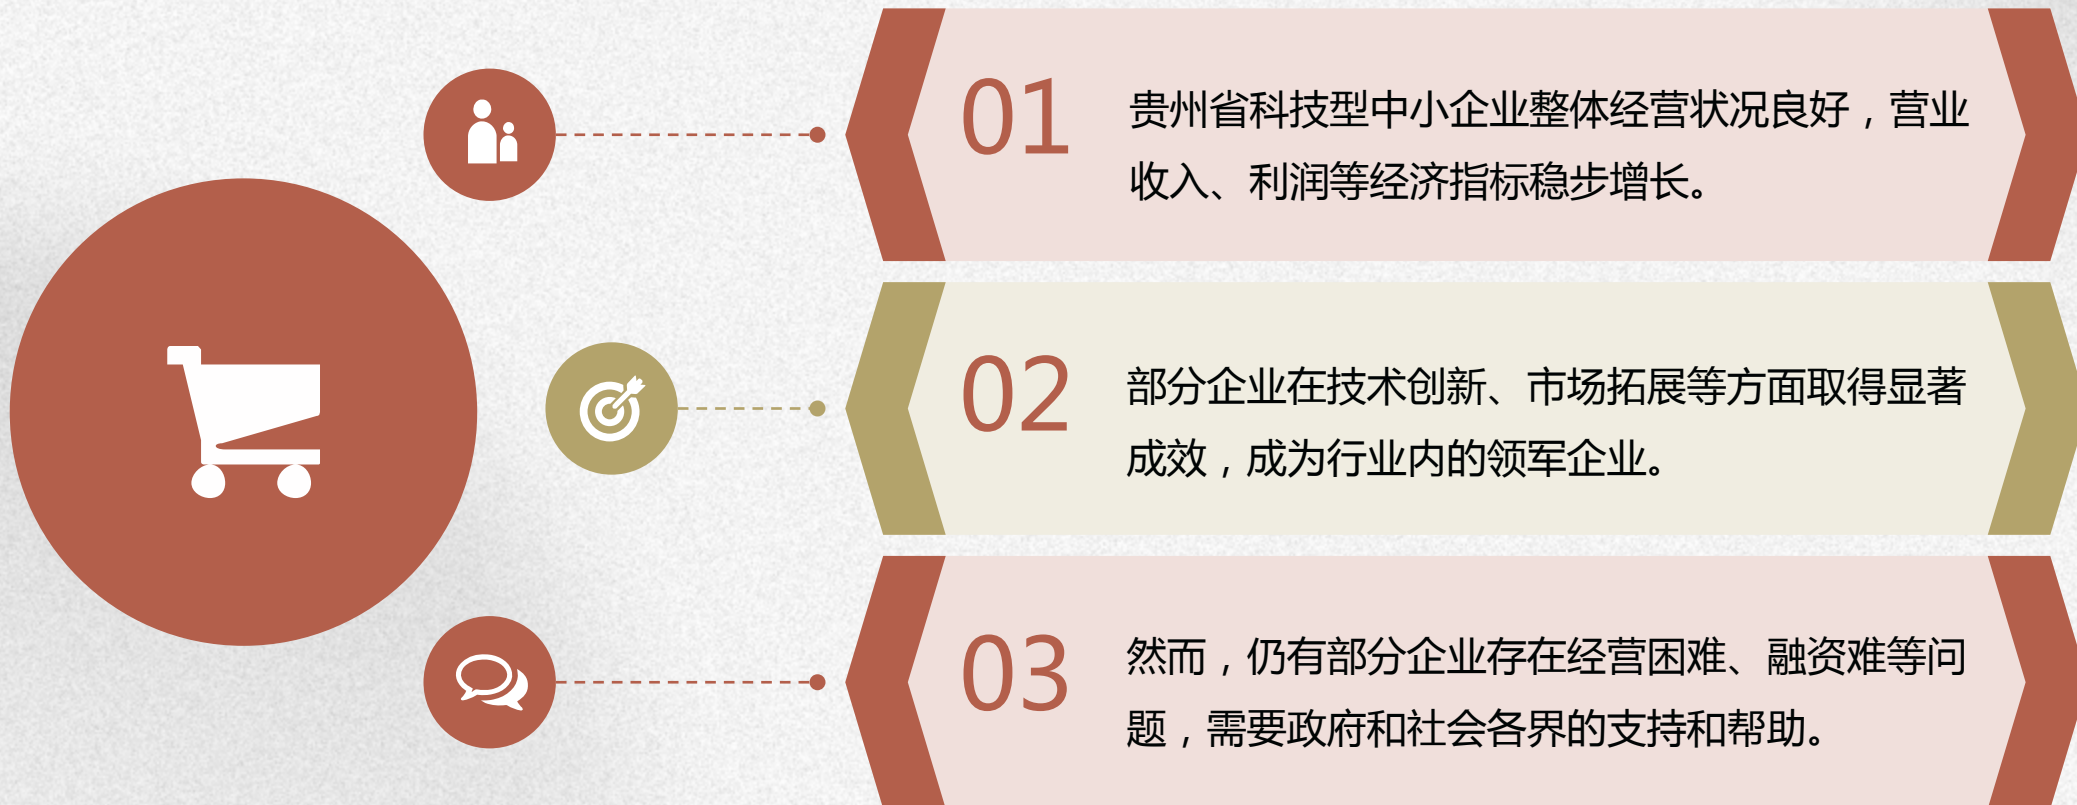 01
贵州省科技型中小企业整体经营状况良好，营业
收入、利润等经济指标稳步增长。
02
部分企业在技术创新、市场拓展等方面取得显著
成效，成为行业内的领军企业。
03
然而，仍有部分企业存在经营困难、融资难等问
题，需要政府和社会各界的支持和帮助。